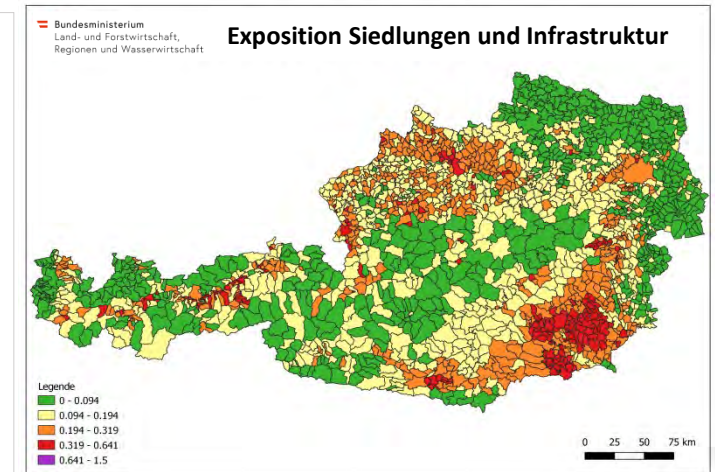 Bundesministerium
Land- und Forstwirtschaft,
Regionen und Wasserwirtschaft
Exposition Siedlungen und Infrastruktur
Legende
0 - 0.094
0.094 - 0.194
0.194 - 0.319
0.319 - 0.641
0.641 - 1.5
0 25 50 75 km